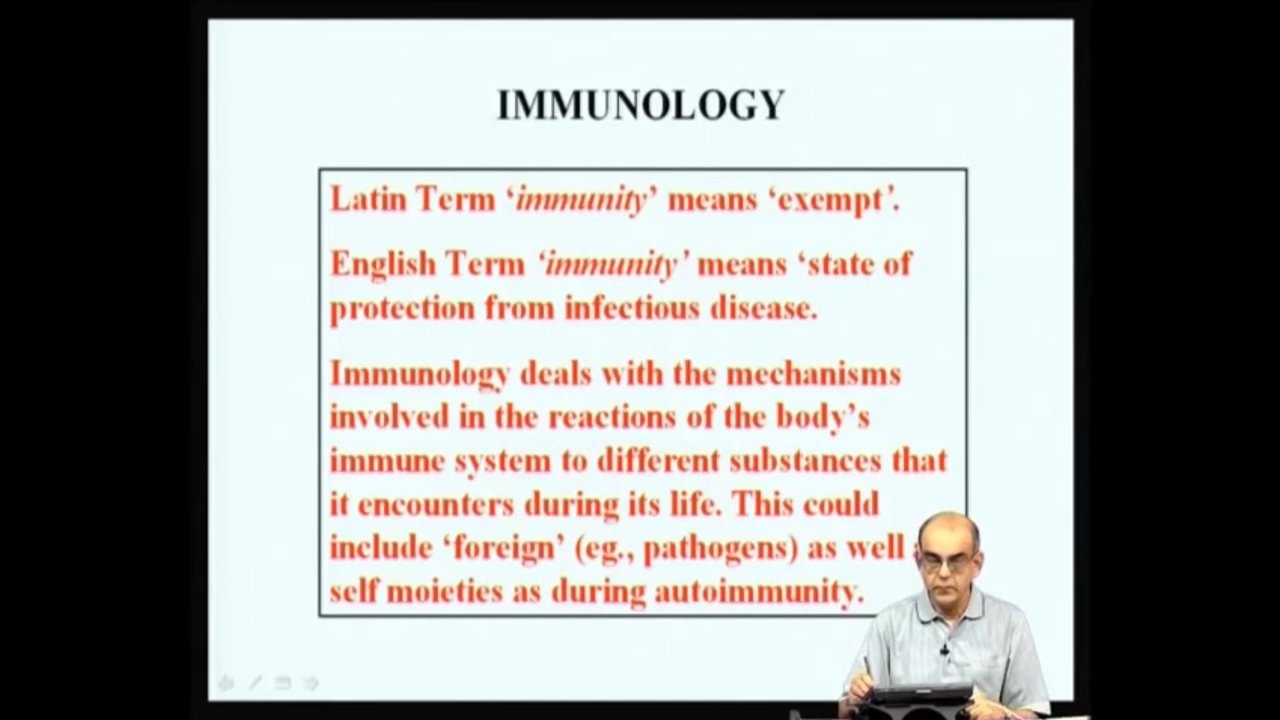 IMMUNOLOGY
Latin Term ‘immunity’ means ‘exempt’.
English Term ‘immunity’ means ‘state of
protection from infectious disease.
Immunology deals with the mechanisms
involved in the reactions of the body’s
immune system to different substances that
it encounters during its life. This could
include ‘foreign’ (eg., pathogens) as well
self moieties as during autoimmunity.